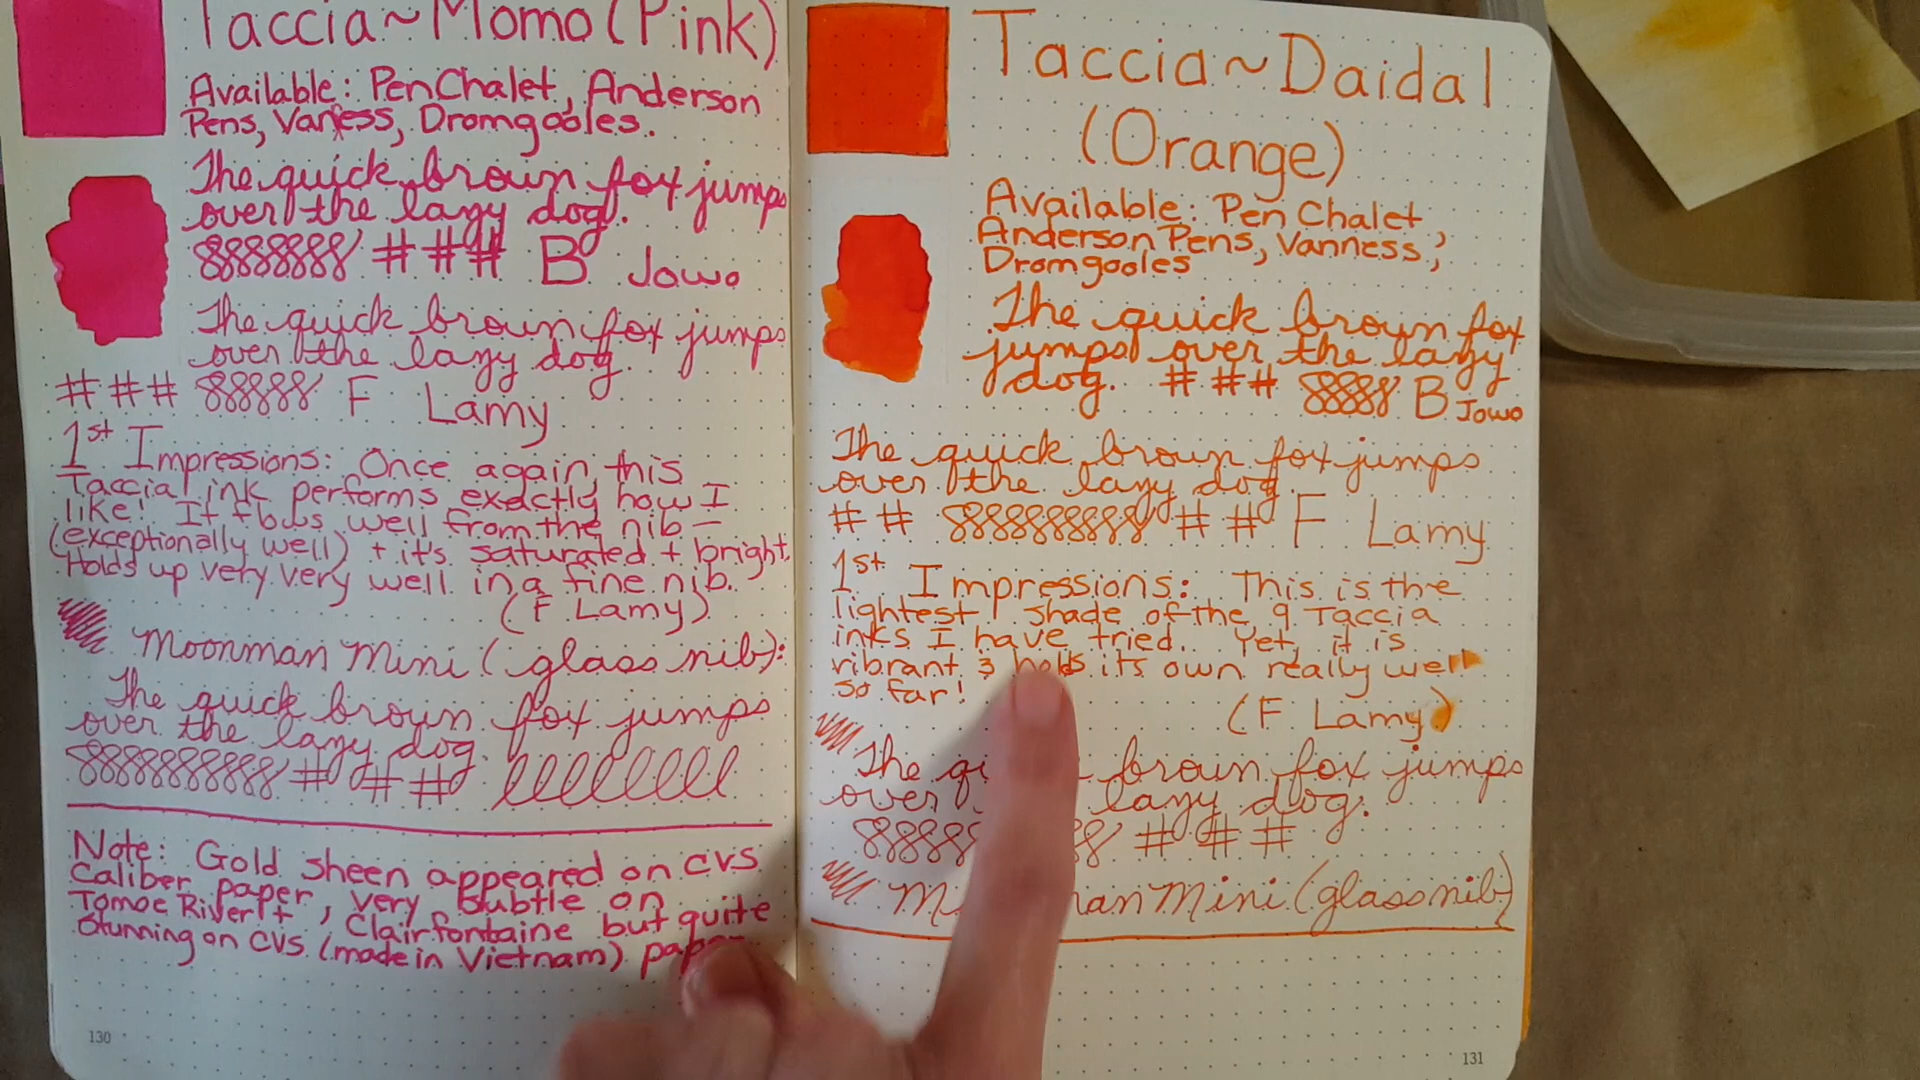 Taccia~Momo (Pink)
Available: Pen Chalet, Anderson
Pens, Vanness, Dromgooles.
The quick brown fox jumps
over the lazy dog.
88888888 # # # B Jowo
The quick brown fox jumps
over the lazy dog.
# # # 888888 F Lamy
1st Impressions: Once again, this
Taccia ink performs exactly how I
like! It flows well from the nib -
(exceptionally well) + it's saturated + bright.
Holds up very very well in a fine nib.
(F Lamy)
Moonman Mini (glass nib):
The quick brown fox jumps
over the lazy dog.
88888888888 # # # llllllll
Note: Gold sheen appeared on CVS
Caliber paper, very subtle on
Tomoe River + Clairfontaine but quite
stunning on CVS (made in Vietnam)
130
Taccia~Daidai
(Orange)
Available: Pen Chalet,
Anderson Pens, Vanness,
Dromgooles
The quick brown fox
jumps over the lazy
dog. # # # 88888 B Jowo
The quick brown fox jumps
over the lazy dog.
# # 8888888888 # # F Lamy
1st Impressions: This is the
lightest shade of the 9 Taccia
inks I have tried. Yet, it is
vibrant & holds its own really well
so far!
(F Lamy)
The brown fox jumps
over lazy dog.
# # #
Mini (glass nib)
131